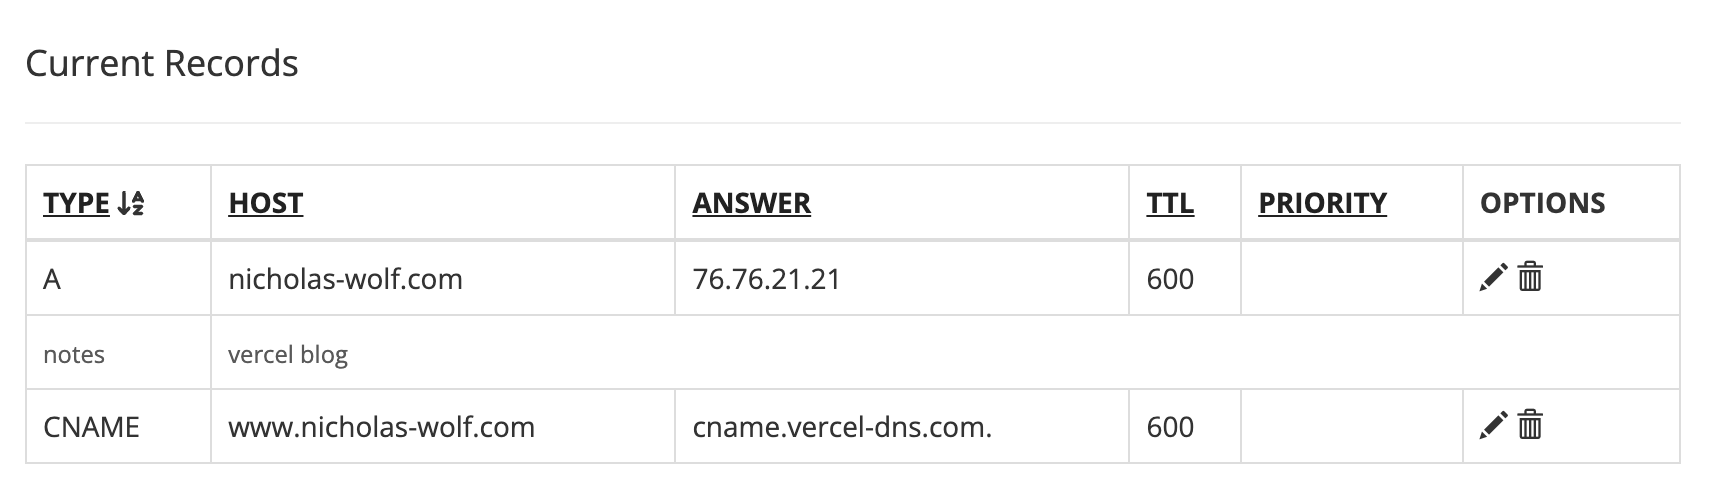 Current Records
TYPE HOST ANSWER TTL PRIORITY OPTIONS
A nicholas-wolf.com 76.76.21.21 600
notes vercel blog
CNAME www.nicholas-wolf.com cname.vercel-dns.com. 600